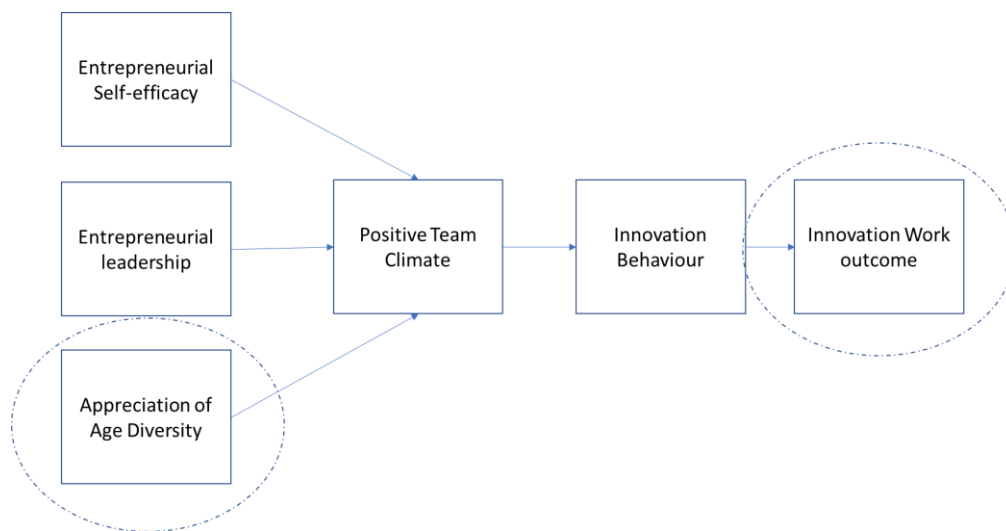 Entrepreneurial
Self-efficacy
Entrepreneurial
leadership
Appreciation of
Age Diversity
Positive Team
Climate
Innovation
Behaviour
Innovation Work
outcome